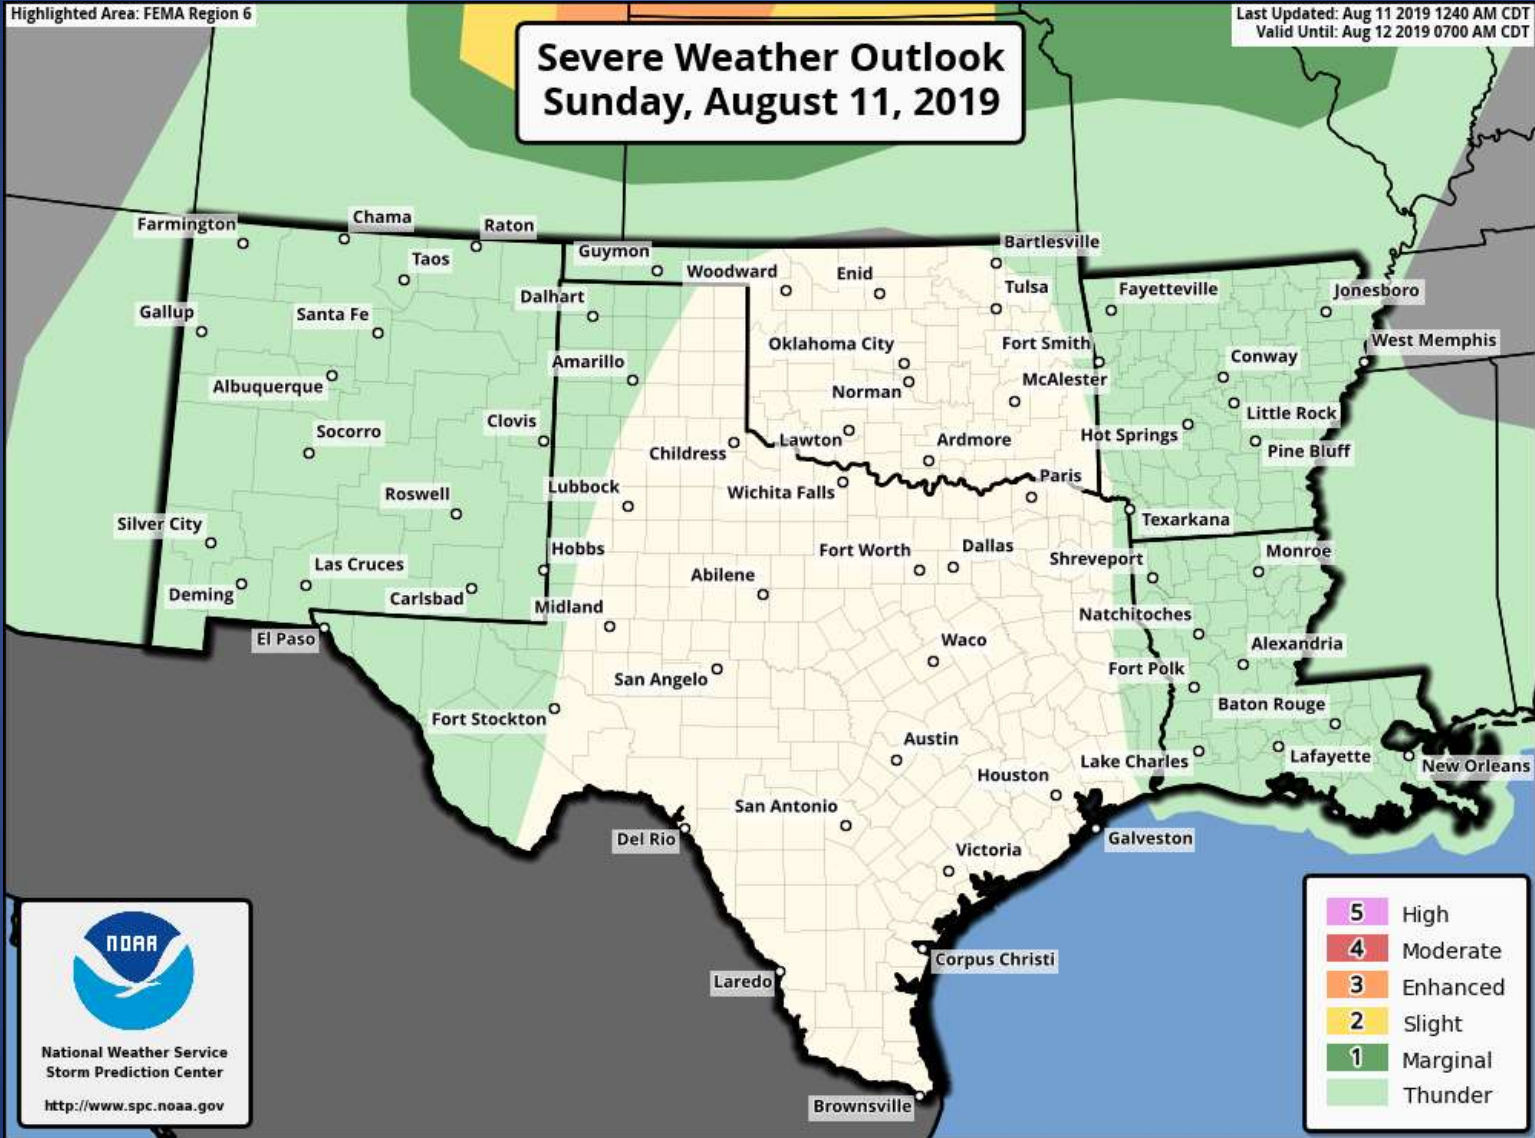 Highlighted Area: FEMA Region 6
Last Updated: Aug 11 2019 1240 AM CDT
Valid Until: Aug 12 2019 0700 AM CDT
Severe Weather Outlook
Sunday, August 11, 2019
Farmington
Chama
Raton
Guymon
Bartlesville
Taos
Woodward
Enid
Tulsa
Fayetteville
Jonesboro
Dalhart
Gallup
Santa Fe
Oklahoma City
Fort Smith
West Memphis
Amarillo
Conway
Albuquerque
Norman
McAlester
Little Rock
Clovis
Socorro
Childress
Lawton
Ardmore
Hot Springs
Pine Bluff
Roswell
Lubbock
Wichita Falls
Paris
Silver City
Texarkana
Hobbs
Fort Worth
Dallas
Shreveport
Monroe
Las Cruces
Abilene
Deming
Carlsbad
Midland
Natchitoches
El Paso
Waco
Alexandria
San Angelo
Fort Polk
Fort Stockton
Baton Rouge
Austin
Lake Charles
Lafayette
New Orleans
Houston
San Antonio
Del Rio
Galveston
Victoria
Corpus Christi
Laredo
Brownsville
NOAA
National Weather Service
Storm Prediction Center
http://www.spc.noaa.gov
5 High
4 Moderate
3 Enhanced
2 Slight
1 Marginal
Thunder